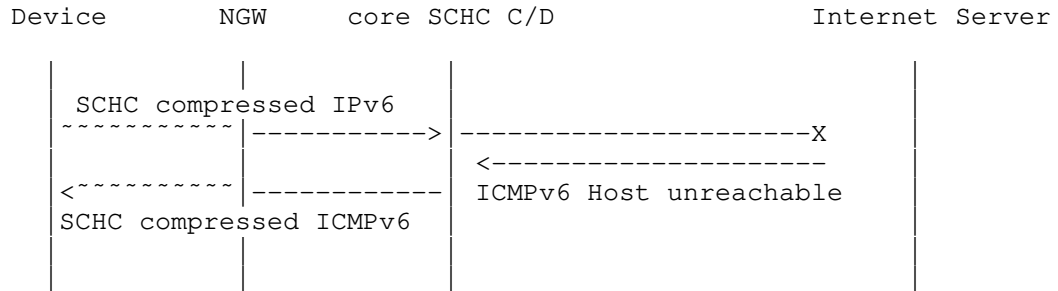 Device NGW core SCHC C/D Internet Server
SCHC compressed IPv6
X
ICMPv6 Host unreachable
SCHC compressed ICMPv6